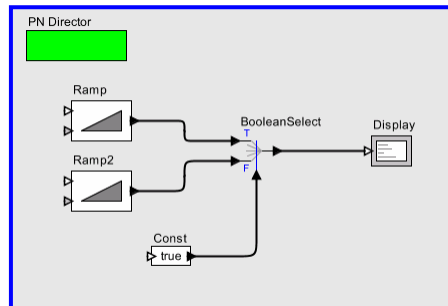 PN Director
Ramp
T
BooleanSelect
Display
F
Ramp2
Const
true